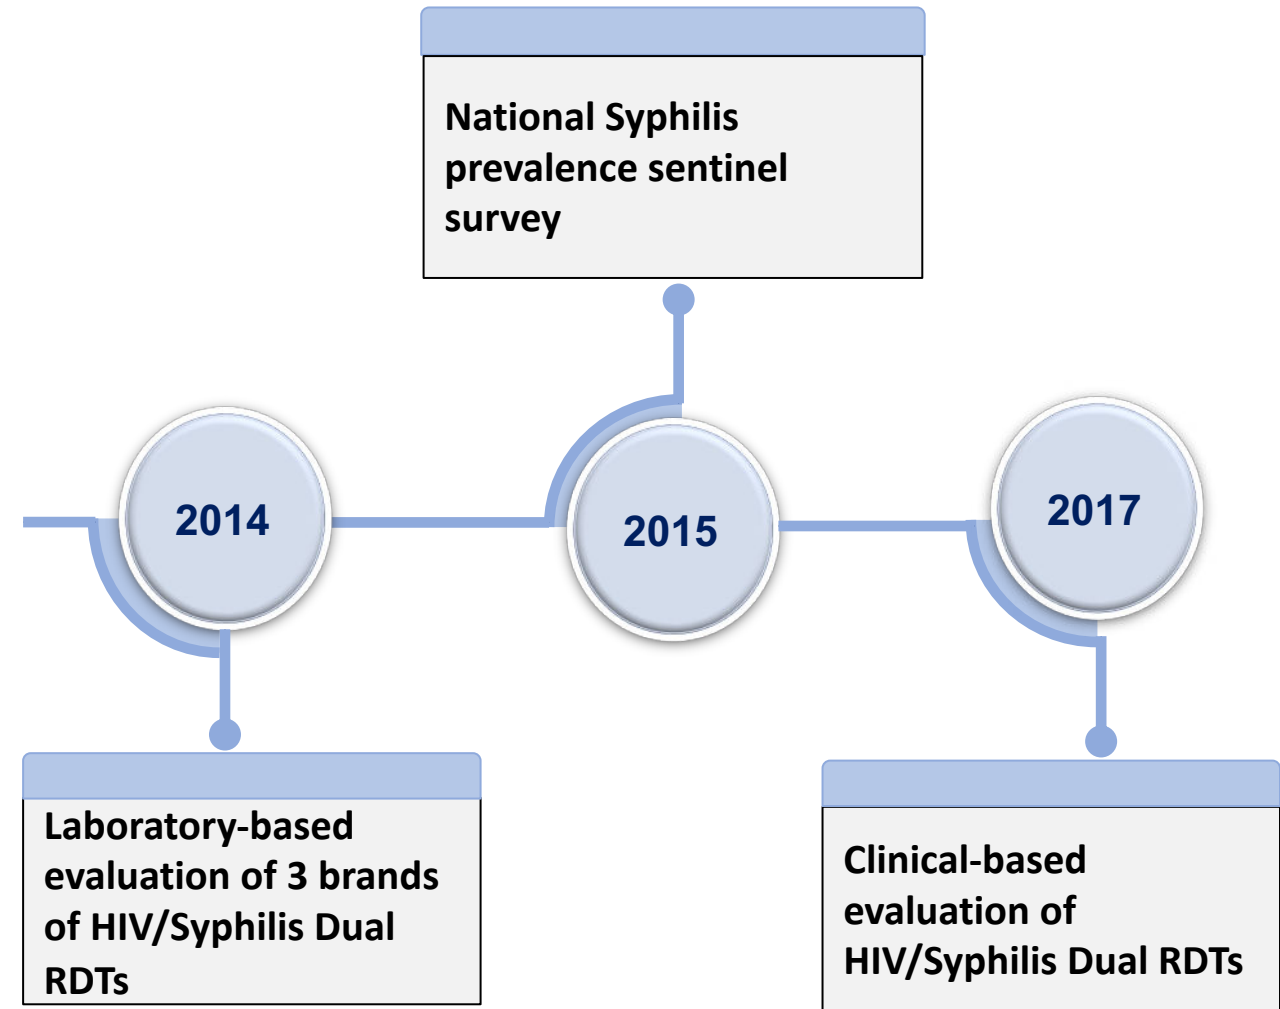 National Syphilis
prevalence sentinel
survey
2014
2015
2017
Laboratory-based
evaluation of 3 brands
of HIV/Syphilis Dual
RDTs
Clinical-based
evaluation of
HIV/Syphilis Dual RDTs